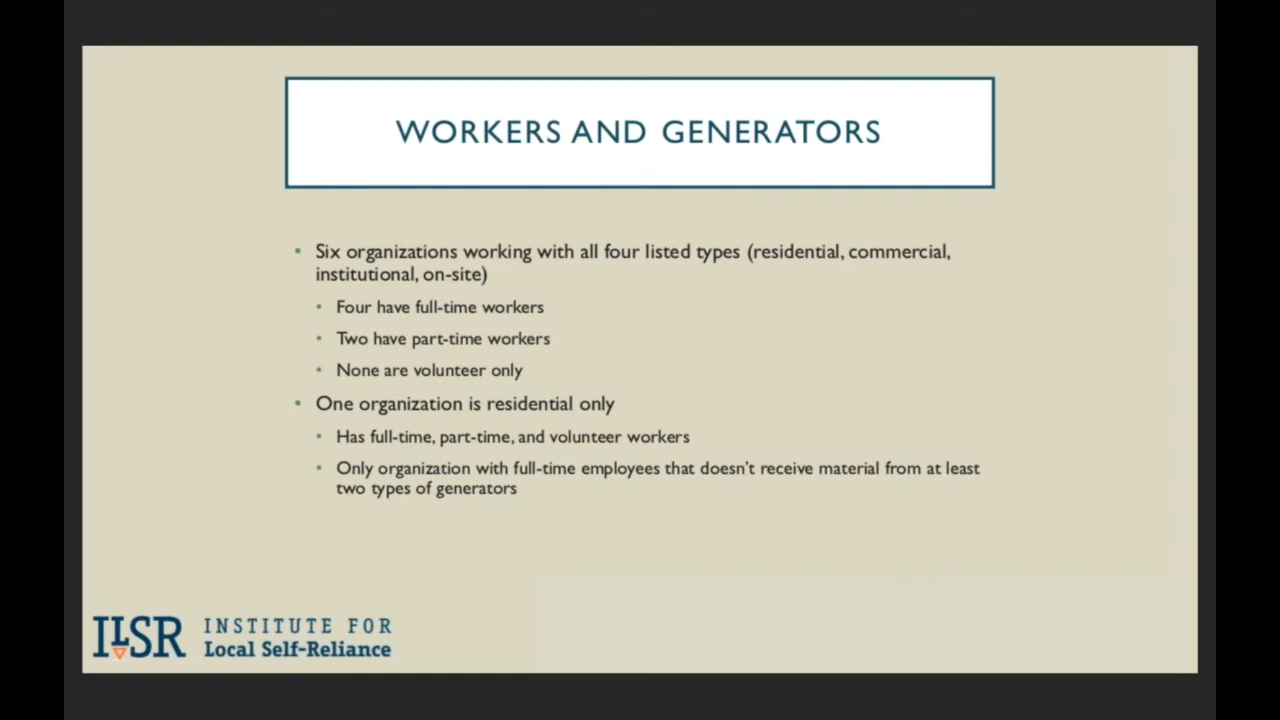 WORKERS AND GENERATORS
• Six organizations working with all four listed types (residential, commercial,
institutional, on-site)
• Four have full-time workers
• Two have part-time workers
• None are volunteer only
• One organization is residential only
• Has full-time, part-time, and volunteer workers
• Only organization with full-time employees that doesn't receive material from at least
two types of generators
ILSR
INSTITUTE FOR
Local Self-Reliance